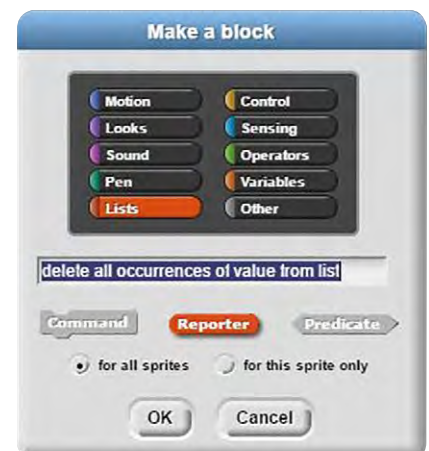 Make a block
Motion Control
Looks Sensing
Sound Operators
Pen Variables
Lists Other
delete all occurrences of value from list
Command Reporter Predicate
for all sprites for this sprite only
OK Cancel